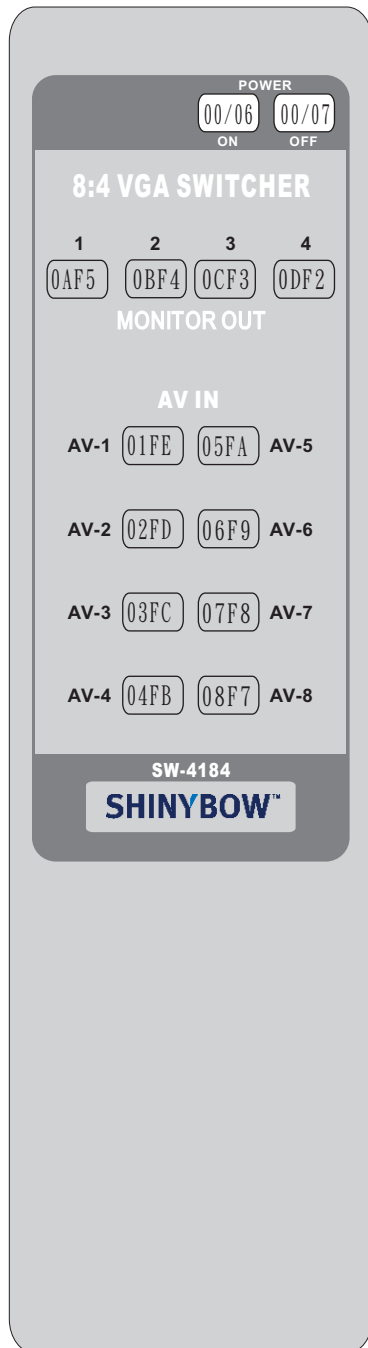 POWER
00/06 00/07
ON OFF
8:4 VGA SWITCHER
1 2 3 4
0AF5 0BF4 0CF3 0DF2
MONITOR OUT
AV IN
AV-1 01FE 05FA AV-5
AV-2 02FD 06F9 AV-6
AV-3 03FC 07F8 AV-7
AV-4 04FB 08F7 AV-8
SW-4184
SHINYBOW™